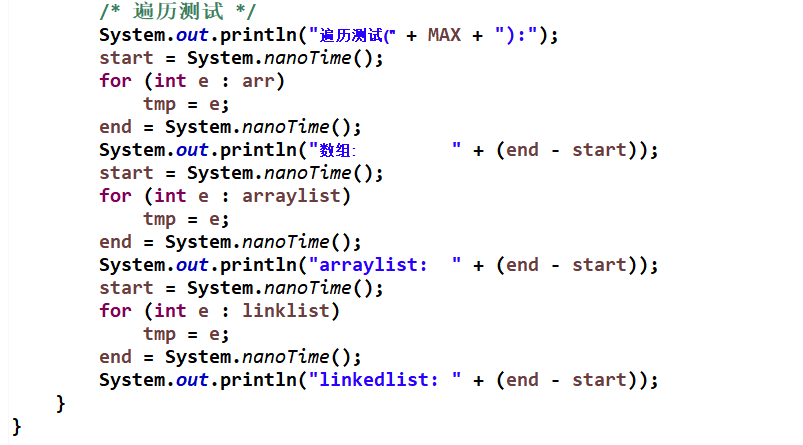 /* 遍历测试 */
System.out.println("遍历测试(" + MAX + "):");
start = System.nanoTime();
for (int e : arr)
tmp = e;
end = System.nanoTime();
System.out.println("数组:        " + (end - start));
start = System.nanoTime();
for (int e : arraylist)
tmp = e;
end = System.nanoTime();
System.out.println("arraylist:  " + (end - start));
start = System.nanoTime();
for (int e : linklist)
tmp = e;
end = System.nanoTime();
System.out.println("linkedlist: " + (end - start));
}
}